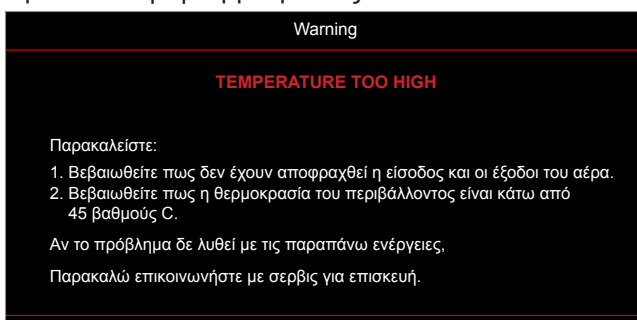 Warning
TEMPERATURE TOO HIGH
Παρακαλείστε:
1. Βεβαιωθείτε πως δεν έχουν αποφραχθεί η είσοδος και οι έξοδοι του αέρα.
2. Βεβαιωθείτε πως η θερμοκρασία του περιβάλλοντος είναι κάτω από
45 βαθμούς C.
Αν το πρόβλημα δε λυθεί με τις παραπάνω ενέργειες,
Παρακαλώ επικοινωνήστε με σερβις για επισκευή.